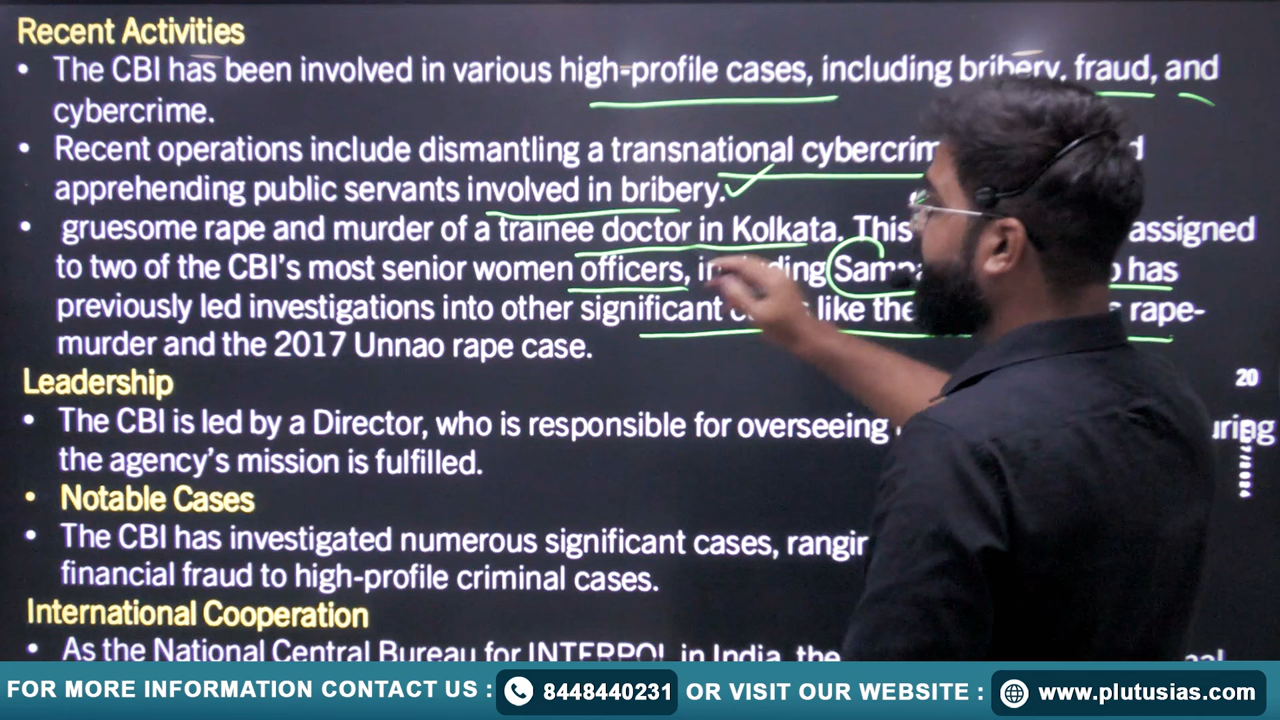 Recent Activities
• The CBI has been involved in various high-profile cases, including bribery, fraud, and
cybercrime.
• Recent operations include dismantling a transnational cybercrim
apprehending public servants involved in bribery.
• gruesome rape and murder of a trainee doctor in Kolkata. This assigned
to two of the CBI's most senior women officers, including has
previously led investigations into other significant like the rape-
murder and the 2017 Unnao rape case.
Leadership
20
• The CBI is led by a Director, who is responsible for overseeing
the agency's mission is fulfilled.
• Notable Cases
• The CBI has investigated numerous significant cases,
financial fraud to high-profile criminal cases.
International Cooperation
• As the National Central Bureau for INTERPOL in India, the
FOR MORE INFORMATION CONTACT US : 8448440231 OR VISIT OUR WEBSITE : www.plutusias.com